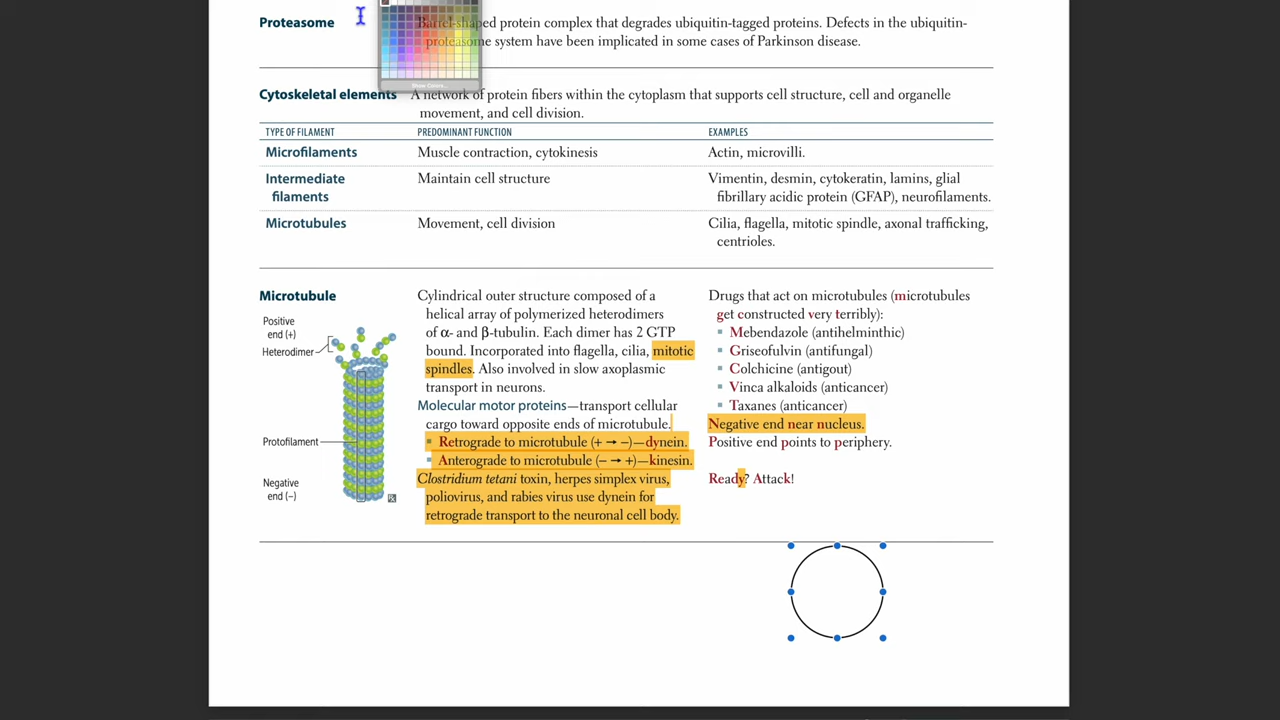 Proteasome
Barrel-shaped protein complex that degrades ubiquitin-tagged proteins. Defects in the ubiquitin-
proteasome system have been implicated in some cases of Parkinson disease.
Show Colors...
Cytoskeletal elements
A network of protein fibers within the cytoplasm that supports cell structure, cell and organelle
movement, and cell division.
TYPE OF FILAMENT PREDOMINANT FUNCTION EXAMPLES
Microfilaments Muscle contraction, cytokinesis Actin, microvilli.
Intermediate
filaments
Maintain cell structure
Vimentin, desmin, cytokeratin, lamins, glial
fibrillary acidic protein (GFAP), neurofilaments.
Microtubules
Movement, cell division
Cilia, flagella, mitotic spindle, axonal trafficking,
centrioles.
Microtubule
Positive
end (+)
Heterodimer
Protofilament
Negative
end (−)
Cylindrical outer structure composed of a
helical array of polymerized heterodimers
of α- and β-tubulin. Each dimer has 2 GTP
bound. Incorporated into flagella, cilia, mitotic
spindles. Also involved in slow axoplasmic
transport in neurons.
Molecular motor proteins—transport cellular
cargo toward opposite ends of microtubule.
▪ Retrograde to microtubule (+ → −)—dynein.
▪ Anterograde to microtubule (− → +)—kinesin.
Clostridium tetani toxin, herpes simplex virus,
poliovirus, and rabies virus use dynein for
retrograde transport to the neuronal cell body.
Drugs that act on microtubules (microtubules
get constructed very terribly):
▪ Mebendazole (antihelminthic)
▪ Griseofulvin (antifungal)
▪ Colchicine (antigout)
▪ Vinca alkaloids (anticancer)
▪ Taxanes (anticancer)
Negative end near nucleus.
Positive end points to periphery.
Ready? Attack!